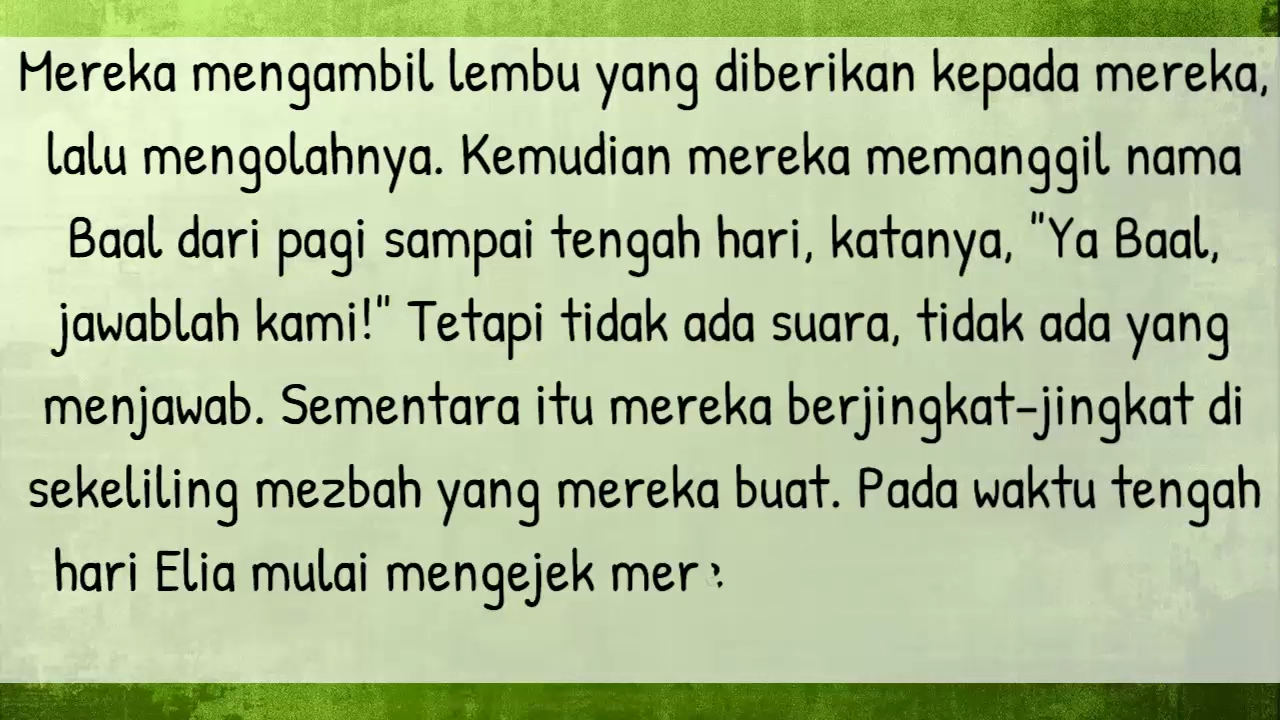 Mereka mengambil lembu yang diberikan kepada mereka,
lalu mengolahnya. Kemudian mereka memanggil nama
Baal dari pagi sampai tengah hari, katanya, "Ya Baal,
jawablah kami!" Tetapi tidak ada suara, tidak ada yang
menjawab. Sementara itu mereka berjingkat-jingkat di
sekeliling mezbah yang mereka buat. Pada waktu tengah
hari Elia mulai mengejek mer